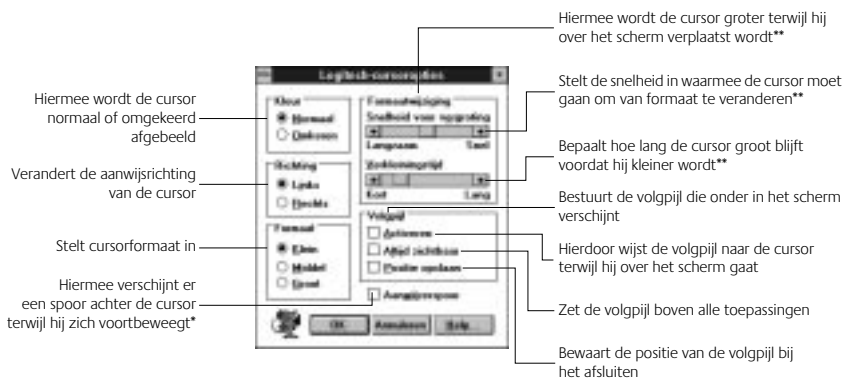 Hiermee wordt de cursor groter terwijl hij
over het scherm verplaatst wordt**
Stelt de snelheid in waarmee de cursor moet
gaan om van formaat te veranderen**
Bepaalt hoe lang de cursor groot blijft
voordat hij kleiner wordt**
Bestuurt de volgpijl die onder in het scherm
verschijnt
Hierdoor wijst de volgpijl naar de cursor
terwijl hij over het scherm gaat
Zet de volgpijl boven alle toepassingen
Bewaart de positie van de volgpijl bij
het afsluiten
Hiermee wordt de cursor
normaal of omgekeerd
afgebeeld
Verandert de aanwijsrichting
van de cursor
Stelt cursorformaat in
Hiermee verschijnt er
een spoor achter de cursor
terwijl hij zich voortbeweegt*
Logitech-cursoropties
Kleur
Normaal
Omkeren
Richting
Links
Rechts
Formaat
Klein
Middel
Groot
Formaatwijziging
Snelheid voor
Langzaam Snel
Verkleiningstijd
Kort Lang
Volgpijl
Activeren
Altijd zichtbaar
Positie opslaan
Aanwijzerspoor
OK Annuleren Help...